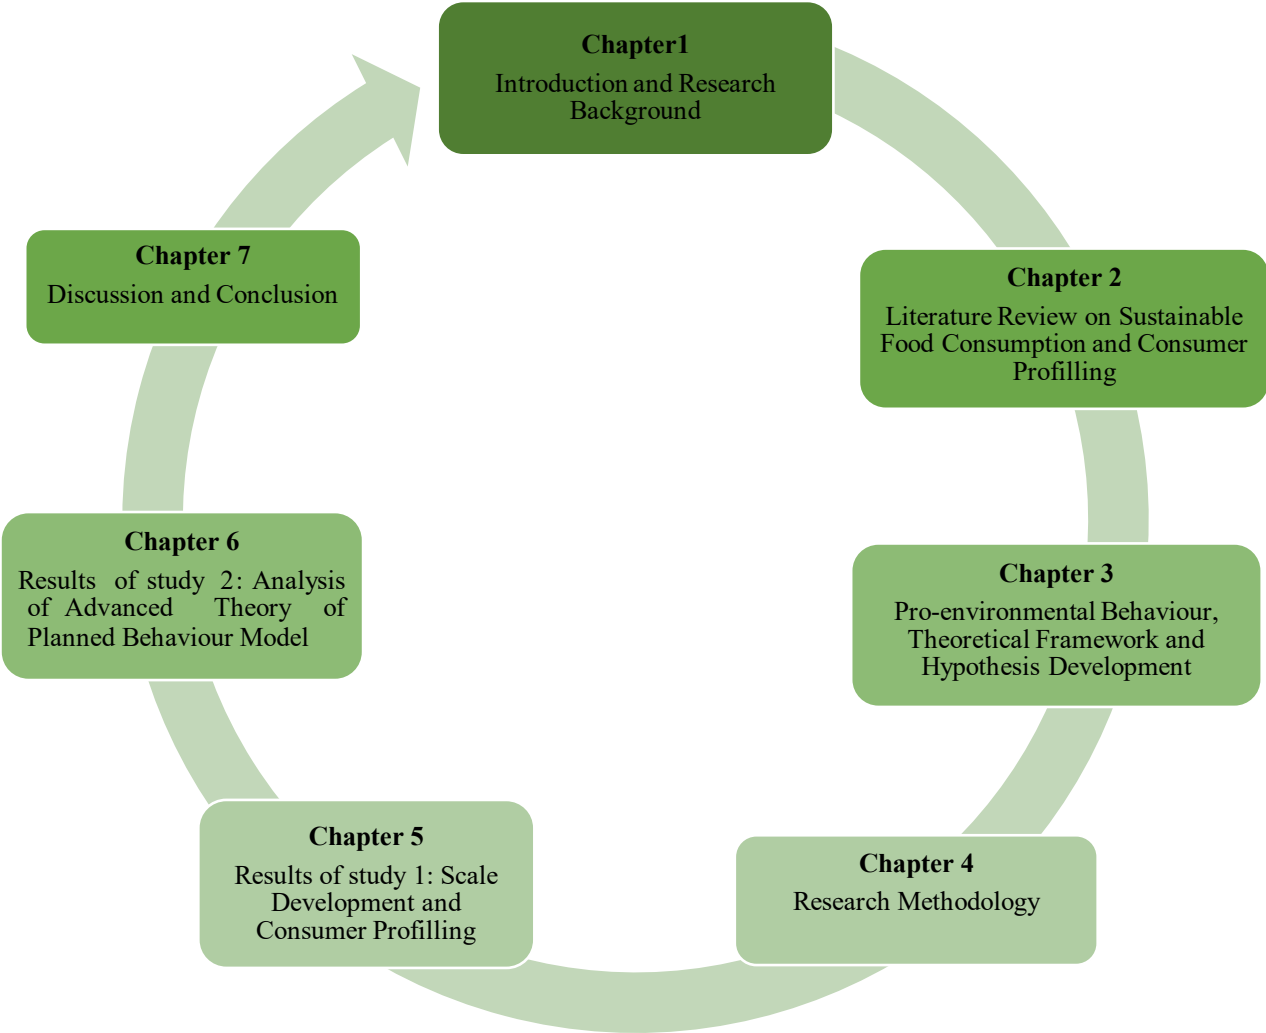 Chapter1
Introduction and Research
Background
Chapter 2
Literature Review on Sustainable
Food Consumption and Consumer
Profilling
Chapter 3
Pro-environmental Behaviour,
Theoretical Framework and
Hypothesis Development
Chapter 4
Research Methodology
Chapter 5
Results of study 1: Scale
Development and
Consumer Profilling
Chapter 6
Results of study 2: Analysis
of Advanced Theory of
Planned Behaviour Model
Chapter 7
Discussion and Conclusion